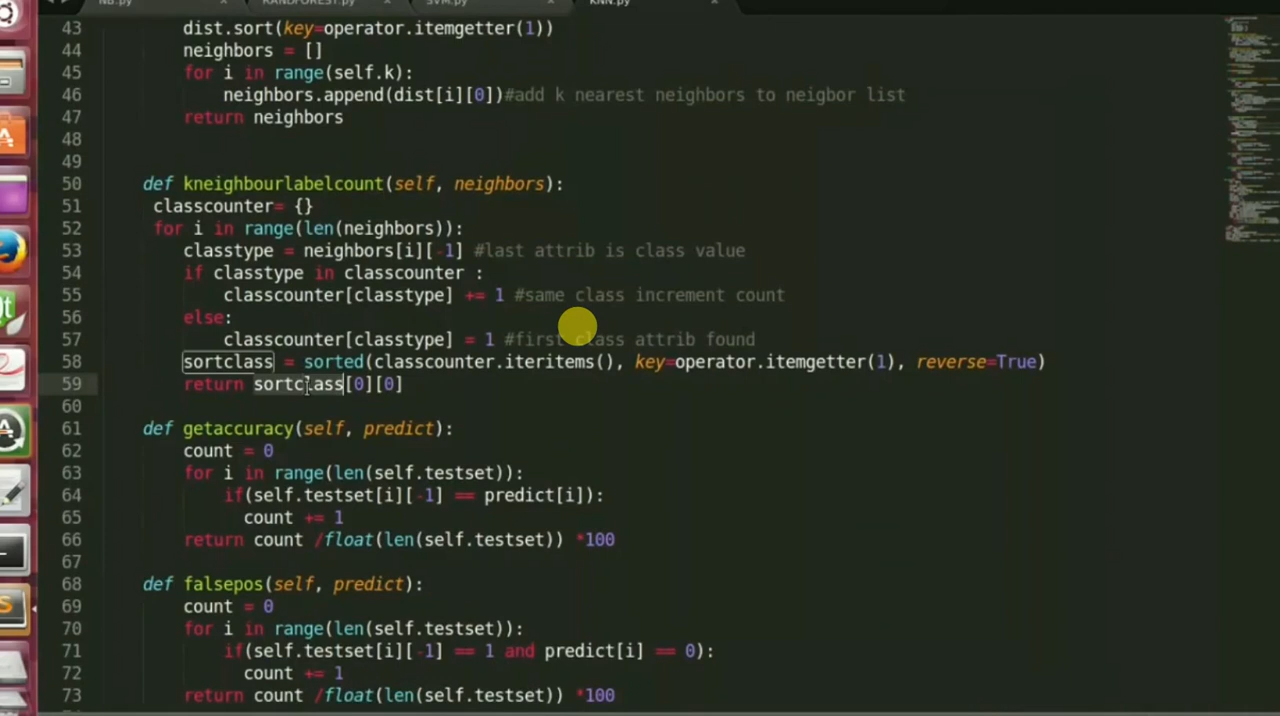 NB.py RANDFOREST.py SVM.py KNN.py
43 dist.sort(key=operator.itemgetter(1))
44 neighbors = []
45 for i in range(self.k):
46 neighbors.append(dist[i][0])#add k nearest neighbors to neigbor list
47 return neighbors
48
49
50 def kneighbourlabelcount(self, neighbors):
51 classcounter= {}
52 for i in range(len(neighbors)):
53 classtype = neighbors[i][-1] #last attrib is class value
54 if classtype in classcounter :
55 classcounter[classtype] += 1 #same class increment count
56 else:
57 classcounter[classtype] = 1 #first class attrib found
58 sortclass = sorted(classcounter.iteritems(), key=operator.itemgetter(1), reverse=True)
59 return sortclass[0][0]
60
61 def getaccuracy(self, predict):
62 count = 0
63 for i in range(len(self.testset)):
64 if(self.testset[i][-1] == predict[i]):
65 count += 1
66 return count /float(len(self.testset)) *100
67
68 def falsepos(self, predict):
69 count = 0
70 for i in range(len(self.testset)):
71 if(self.testset[i][-1] == 1 and predict[i] == 0):
72 count += 1
73 return count /float(len(self.testset)) *100